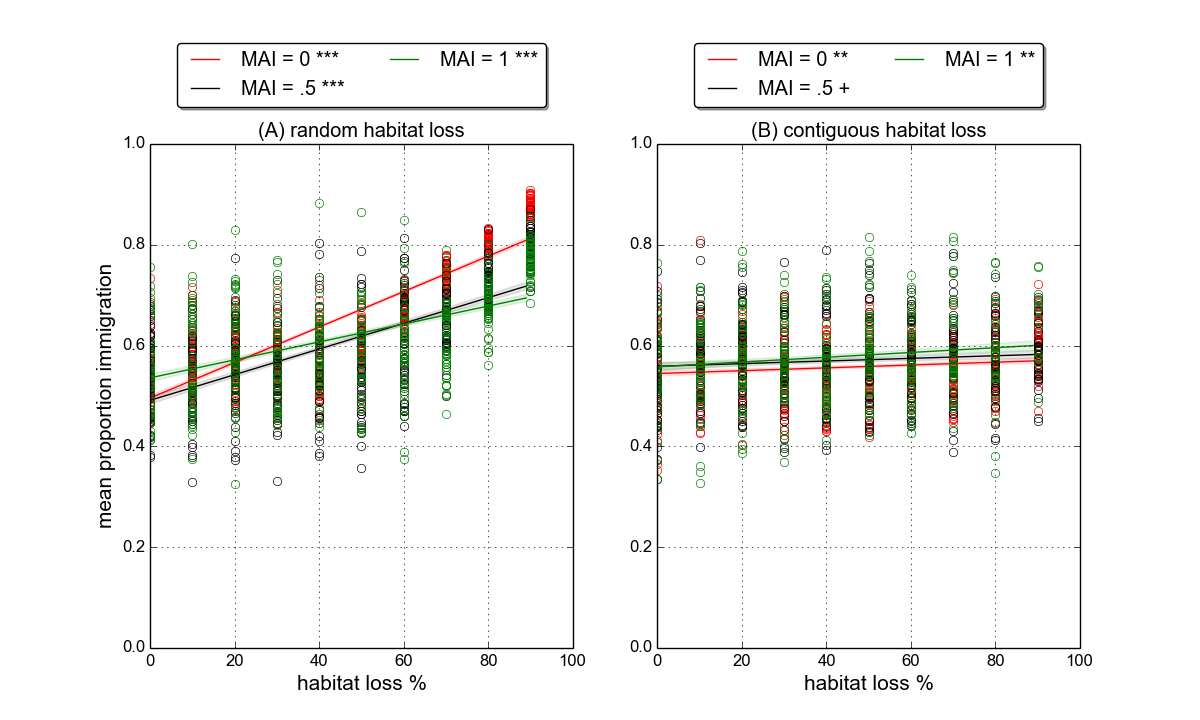 MAI = 0 *** MAI = 1 ***
MAI = .5 ***
MAI = 0 ** MAI = 1 **
MAI = .5 +
(A) random habitat loss
(B) contiguous habitat loss
mean proportion immigration
1.0
0.8
0.6
0.4
0.2
0.0
0 20 40 60 80 100
habitat loss %
1.0
0.8
0.6
0.4
0.2
0.0
0 20 40 60 80 100
habitat loss %